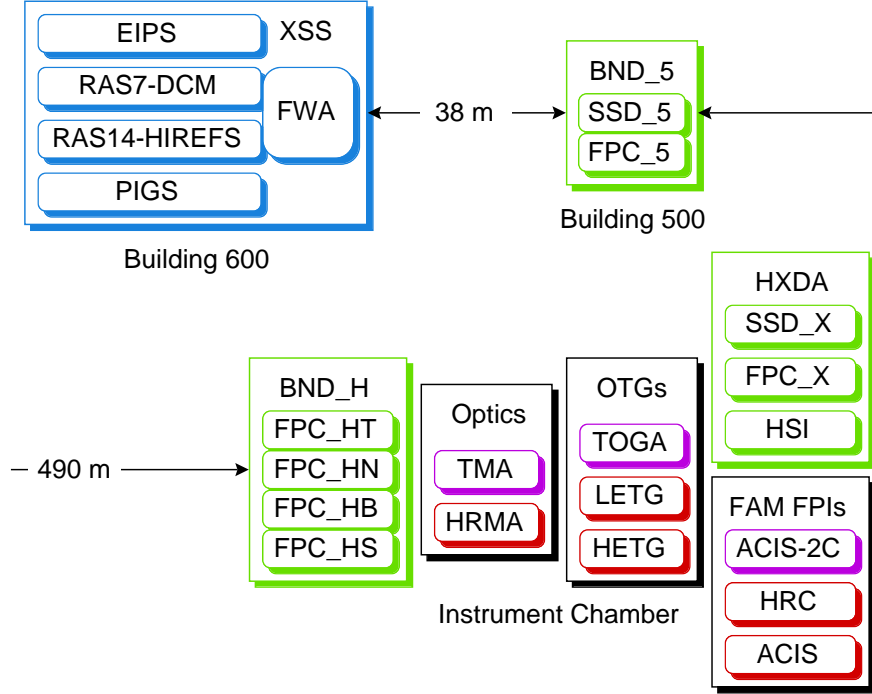 EIPS
XSS
RAS7-DCM
FWA
RAS14-HIREFS
PIGS
Building 600
38 m
BND_5
SSD_5
FPC_5
Building 500
490 m
BND_H
FPC_HT
FPC_HN
FPC_HB
FPC_HS
Optics
TMA
HRMA
OTGs
TOGA
LETG
HETG
HXDA
SSD_X
FPC_X
HSI
FAM FPIs
ACIS-2C
HRC
ACIS
Instrument Chamber